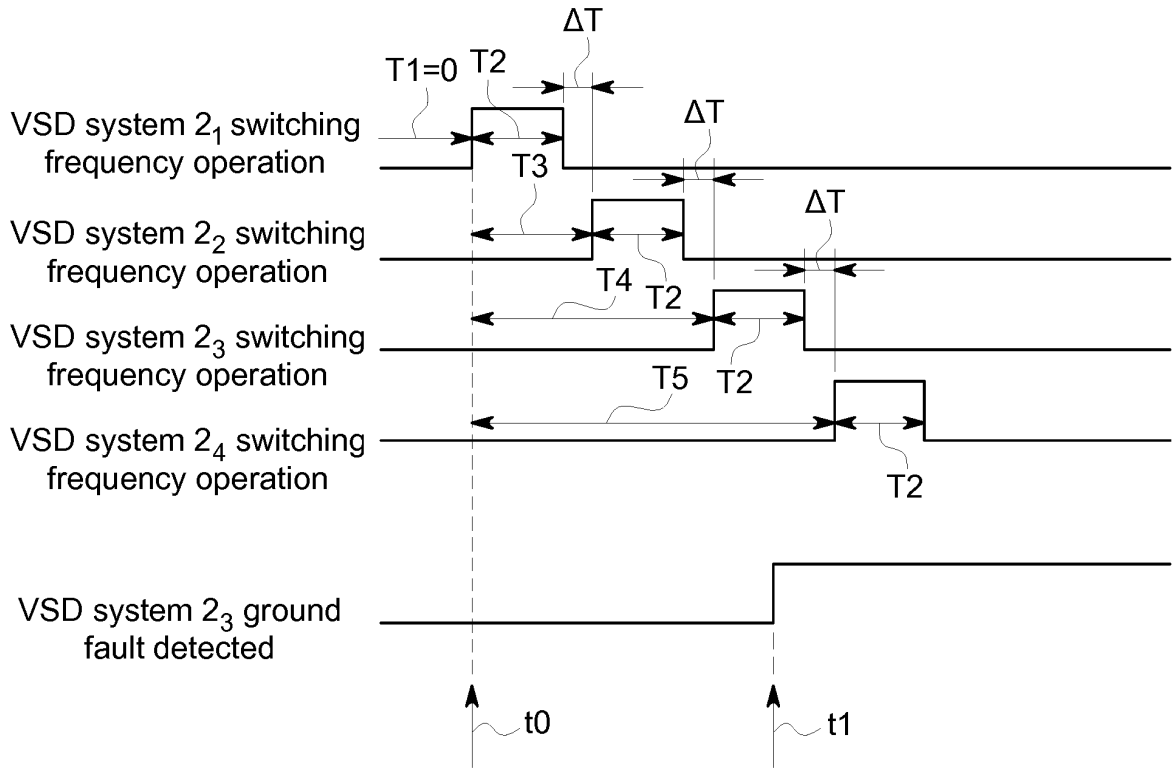 ΔT
T1=0
T2
VSD system 2₁ switching
frequency operation
ΔT
T3
VSD system 2₂ switching
frequency operation
ΔT
T2
T4
VSD system 2₃ switching
frequency operation
T2
T5
VSD system 2₄ switching
frequency operation
T2
VSD system 2₃ ground
fault detected
t0
t1